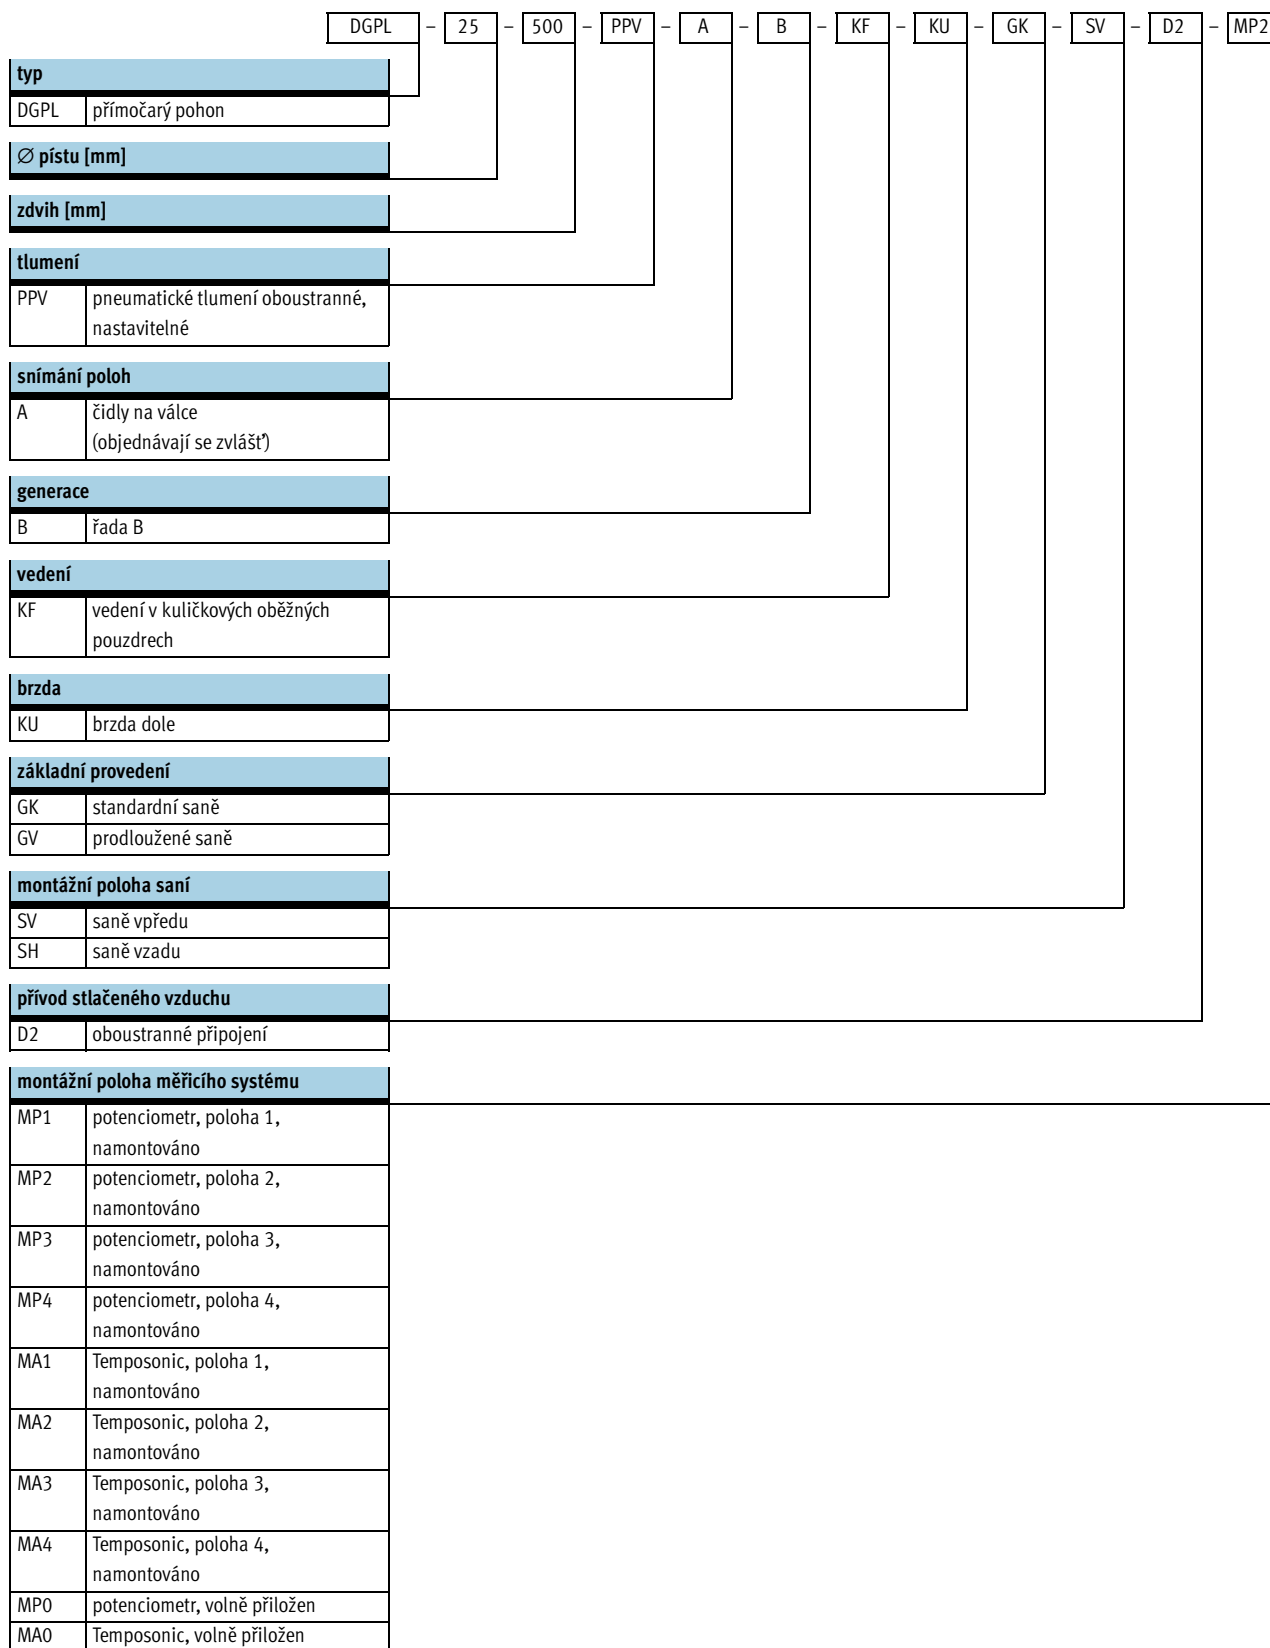 DGPL – 25 – 500 – PPV – A – B – KF – KU – GK – SV – D2 – MP2
typ
DGPL přímočarý pohon
∅ pístu [mm]
zdvih [mm]
tlumení
PPV pneumatické tlumení oboustranné,
nastavitelné
snímání poloh
A čidly na válce
(objednávají se zvlášť)
generace
B řada B
vedení
KF vedení v kuličkových oběžných
pouzdrech
brzda
KU brzda dole
základní provedení
GK standardní saně
GV prodloužené saně
montážní poloha saní
SV saně vpředu
SH saně vzadu
přívod stlačeného vzduchu
D2 oboustranné připojení
montážní poloha měřicího systému
MP1 potenciometr, poloha 1,
namontováno
MP2 potenciometr, poloha 2,
namontováno
MP3 potenciometr, poloha 3,
namontováno
MP4 potenciometr, poloha 4,
namontováno
MA1 Temposonic, poloha 1,
namontováno
MA2 Temposonic, poloha 2,
namontováno
MA3 Temposonic, poloha 3,
namontováno
MA4 Temposonic, poloha 4,
namontováno
MP0 potenciometr, volně přiložen
MA0 Temposonic, volně přiložen